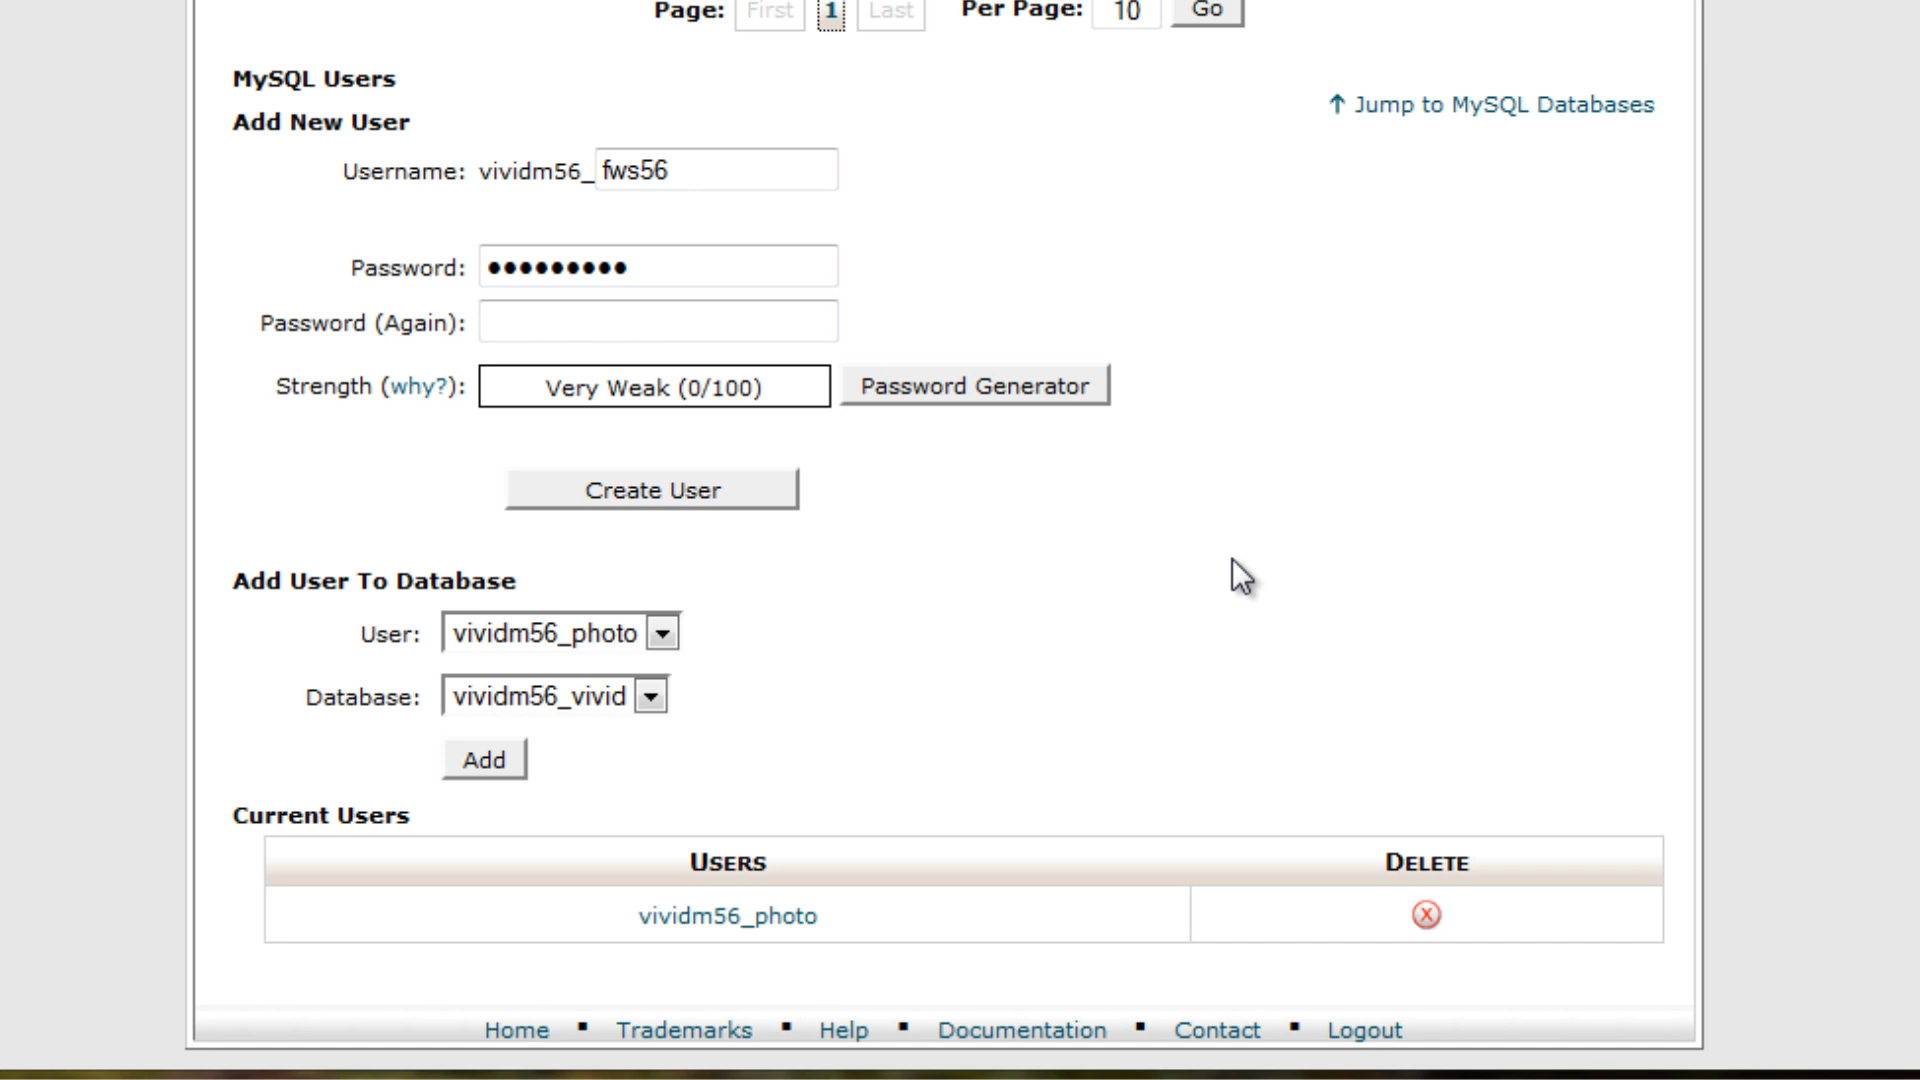 Page: First 1 Last Per Page: 10 Go
MySQL Users
↑ Jump to MySQL Databases
Add New User
Username: vividm56_ fws56
Password: •••••••••
Password (Again):
Strength (why?): Very Weak (0/100) Password Generator
Create User
Add User To Database
User: vividm56_photo
Database: vividm56_vivid
Add
Current Users
USERS DELETE
vividm56_photo
Home ▪ Trademarks ▪ Help ▪ Documentation ▪ Contact ▪ Logout